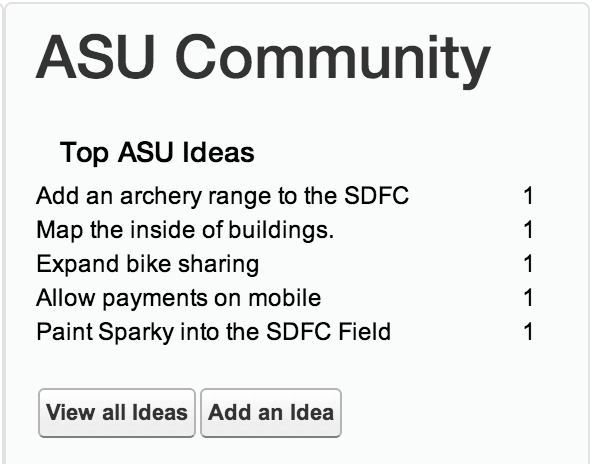 ASU Community
Top ASU Ideas
Add an archery range to the SDFC 1
Map the inside of buildings. 1
Expand bike sharing 1
Allow payments on mobile 1
Paint Sparky into the SDFC Field 1
View all Ideas Add an Idea